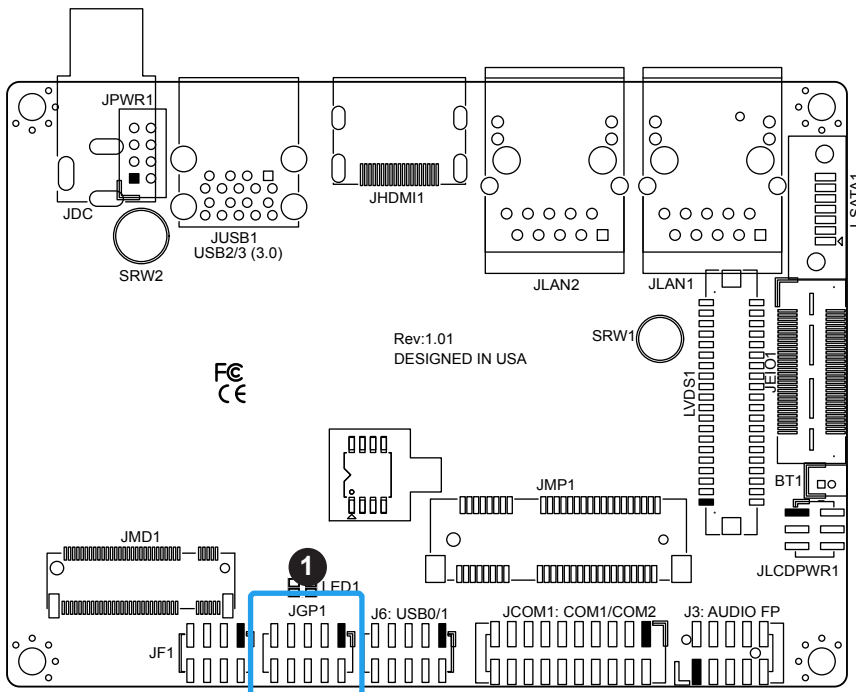 JPWR1
JDC
SRW2
JUSB1
USB2/3 (3.0)
JHDMI1
JLAN2
JLAN1
I-SATA1
Rev:1.01
DESIGNED IN USA
SRW1
LVDS1
JEIO1
FC
CE
BT1
JMP1
JLCDPWR1
JMD1
1
LED1
JF1
JGP1
J6: USB0/1
JCOM1: COM1/COM2
J3: AUDIO FP